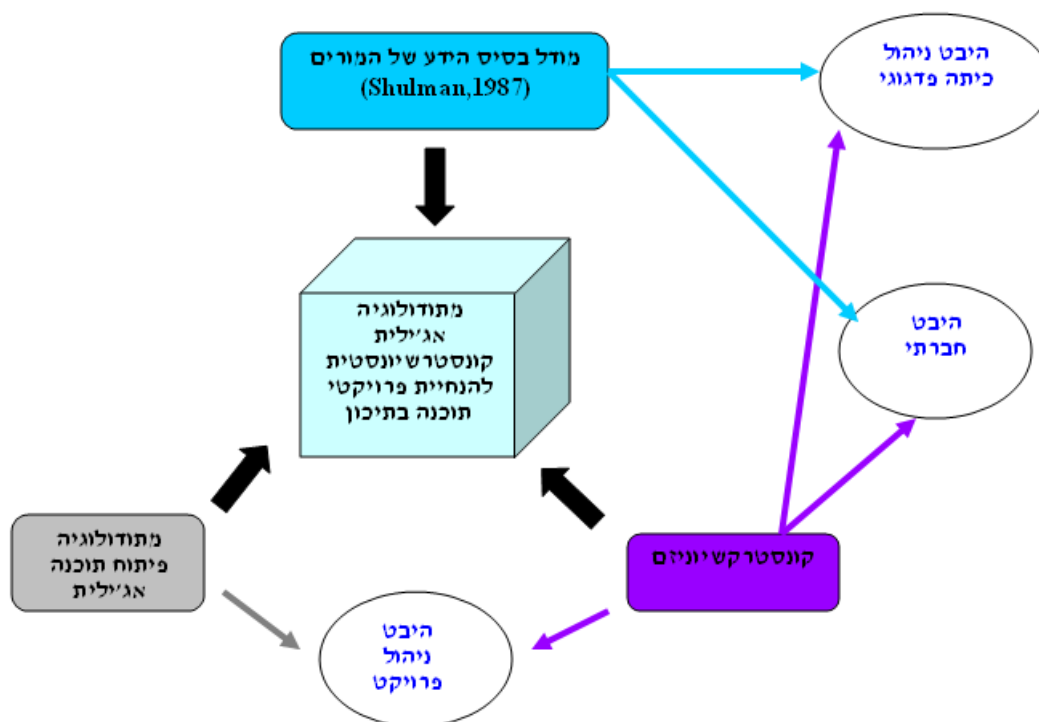 מודל בסיס הידע של המורים
(Shulman,1987)
היבט ניהול
כיתה פדגוגי
מתודולוגיה
אג'ילית
קונסטרשיונסטית
להנחיית פרויקטי
תוכנה בתיכון
היבט
חברתי
מתודולוגיה
פיתוח תוכנה
אג'ילית
קונסטרקשיוניזם
היבט
ניהול
פרויקט